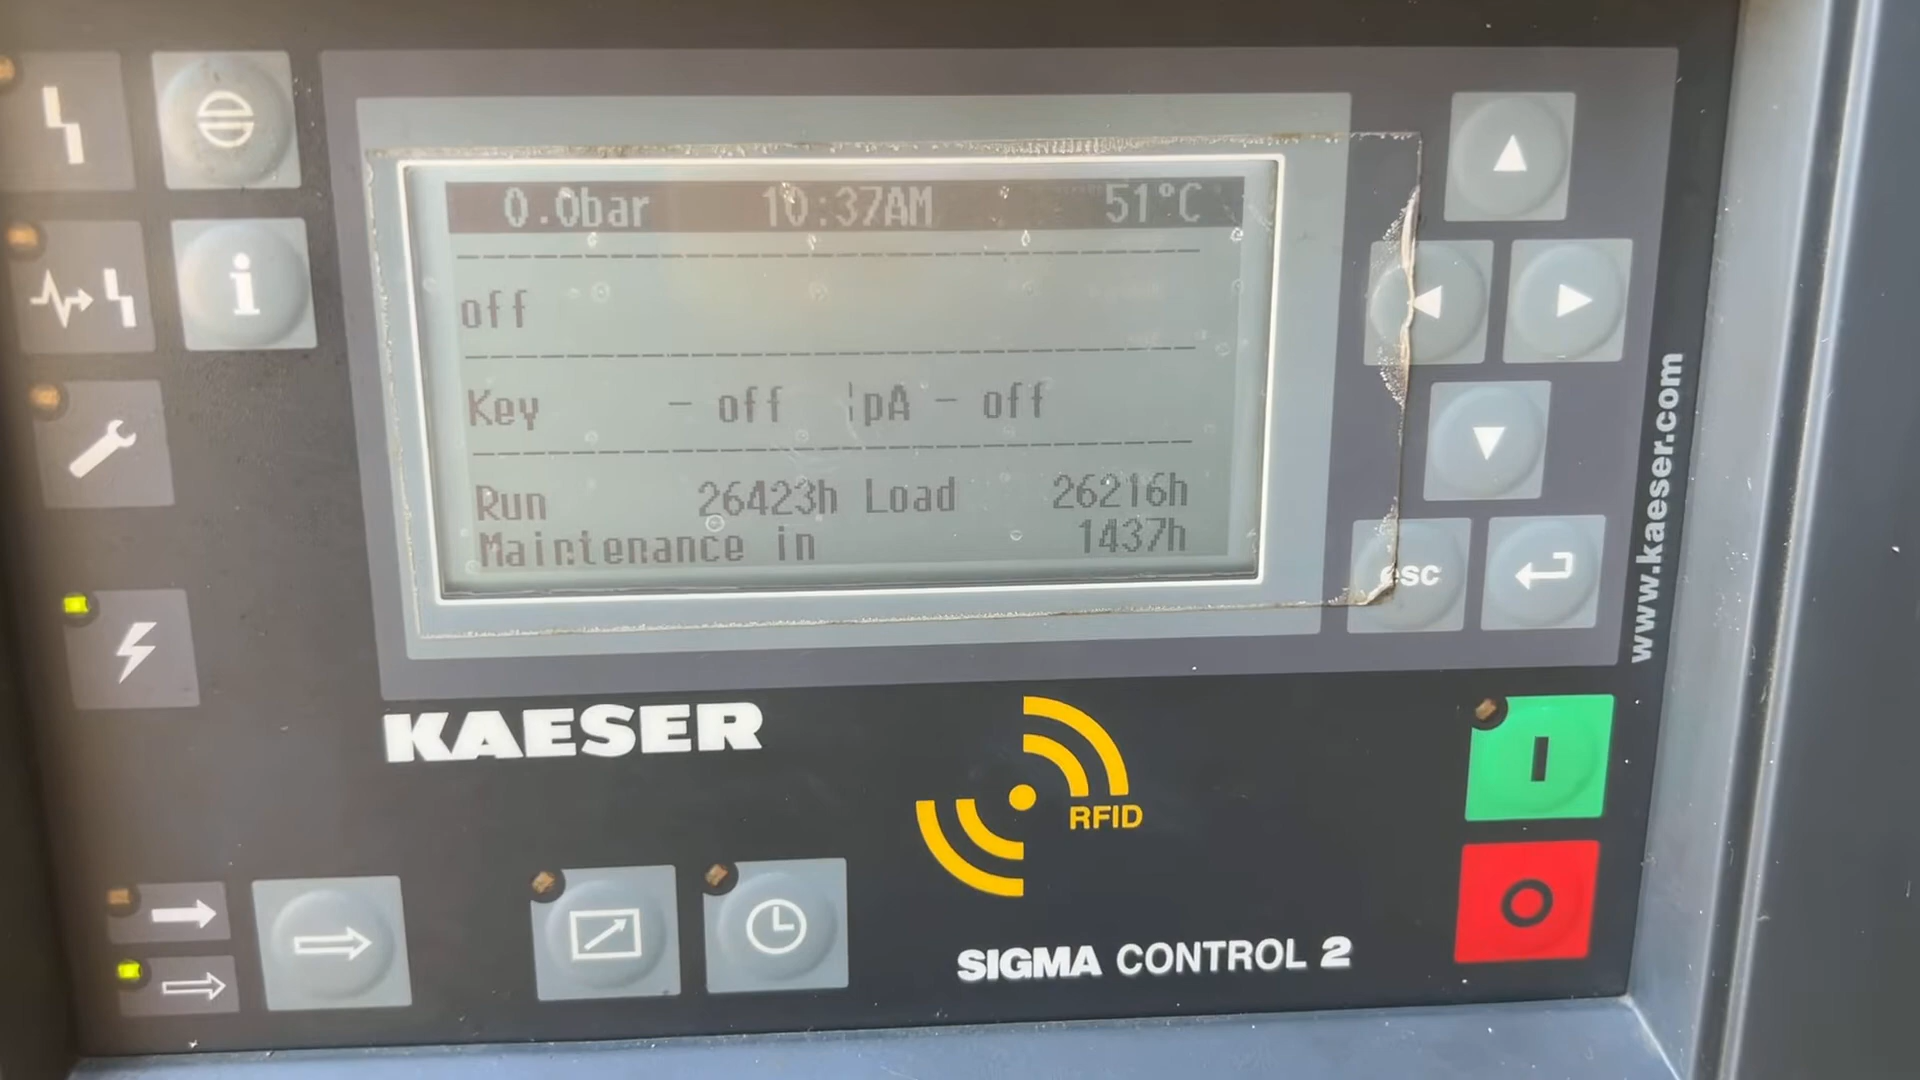 0.0bar 10:37AM 51°C
off
Key - off ¦pA - off
Run 26423h Load 26216h
Maintenance in 1437h
i
esc
www.kaeser.com
KAESER
RFID
I
O
SIGMA CONTROL 2